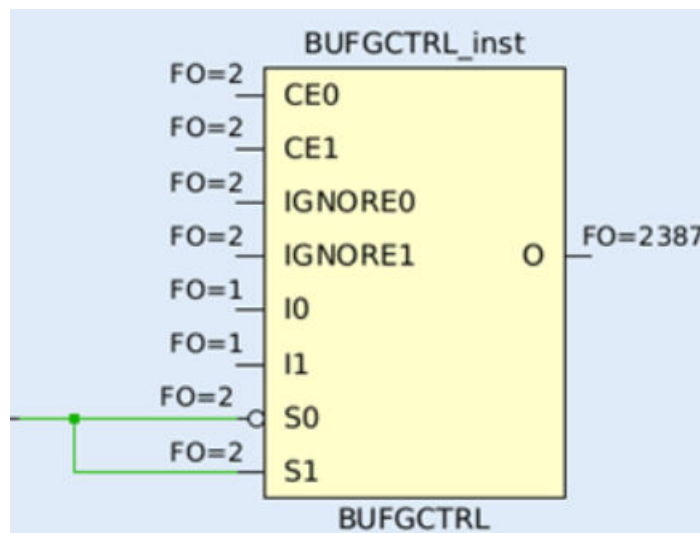 BUFGCTRL_inst
FO=2
CE0
FO=2
CE1
FO=2
IGNORE0
FO=2
IGNORE1
O
FO=2387
FO=1
I0
FO=1
I1
FO=2
S0
FO=2
S1
BUFGCTRL